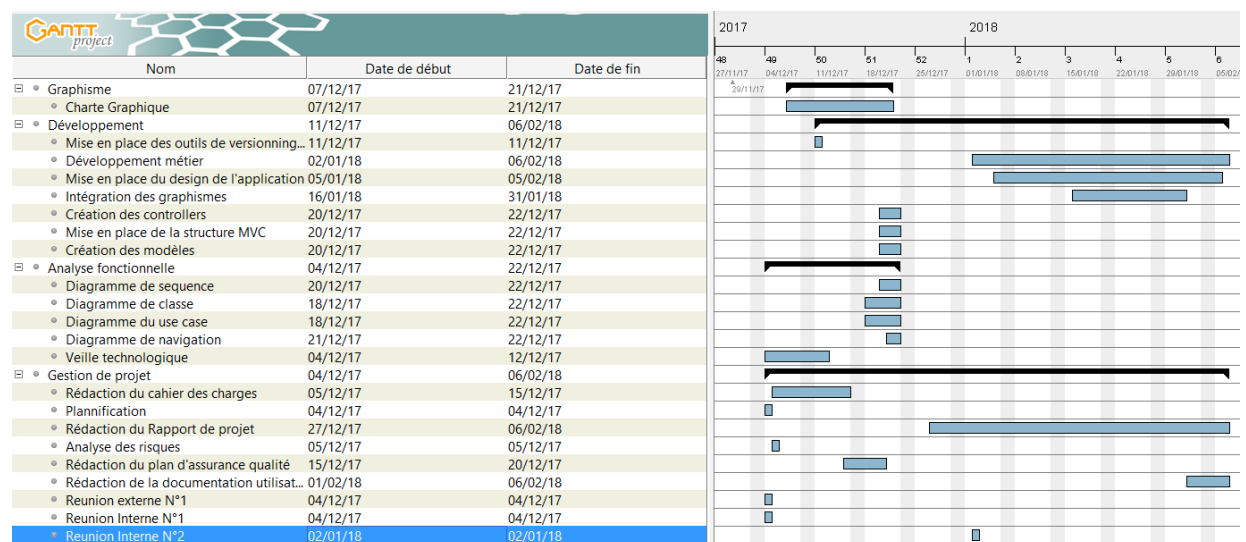 GANTT
project
2017 2018
48 49 50 51 52 1 2 3 4 5 6
27/11/17 04/12/17 11/12/17 18/12/17 25/12/17 01/01/18 08/01/18 15/01/18 22/01/18 29/01/18 05/02/
29/11/17
Nom Date de début Date de fin
Graphisme 07/12/17 21/12/17
Charte Graphique 07/12/17 21/12/17
Développement 11/12/17 06/02/18
Mise en place des outils de versionning... 11/12/17 11/12/17
Développement métier 02/01/18 06/02/18
Mise en place du design de l'application 05/01/18 05/02/18
Intégration des graphismes 16/01/18 31/01/18
Création des controllers 20/12/17 22/12/17
Mise en place de la structure MVC 20/12/17 22/12/17
Création des modèles 20/12/17 22/12/17
Analyse fonctionnelle 04/12/17 22/12/17
Diagramme de sequence 20/12/17 22/12/17
Diagramme de classe 18/12/17 22/12/17
Diagramme du use case 18/12/17 22/12/17
Diagramme de navigation 21/12/17 22/12/17
Veille technologique 04/12/17 12/12/17
Gestion de projet 04/12/17 06/02/18
Rédaction du cahier des charges 05/12/17 15/12/17
Plannification 04/12/17 04/12/17
Rédaction du Rapport de projet 27/12/17 06/02/18
Analyse des risques 05/12/17 05/12/17
Rédaction du plan d'assurance qualité 15/12/17 20/12/17
Rédaction de la documentation utilisat... 01/02/18 06/02/18
Reunion externe N°1 04/12/17 04/12/17
Reunion Interne N°1 04/12/17 04/12/17
Reunion Interne N°2 02/01/18 02/01/18